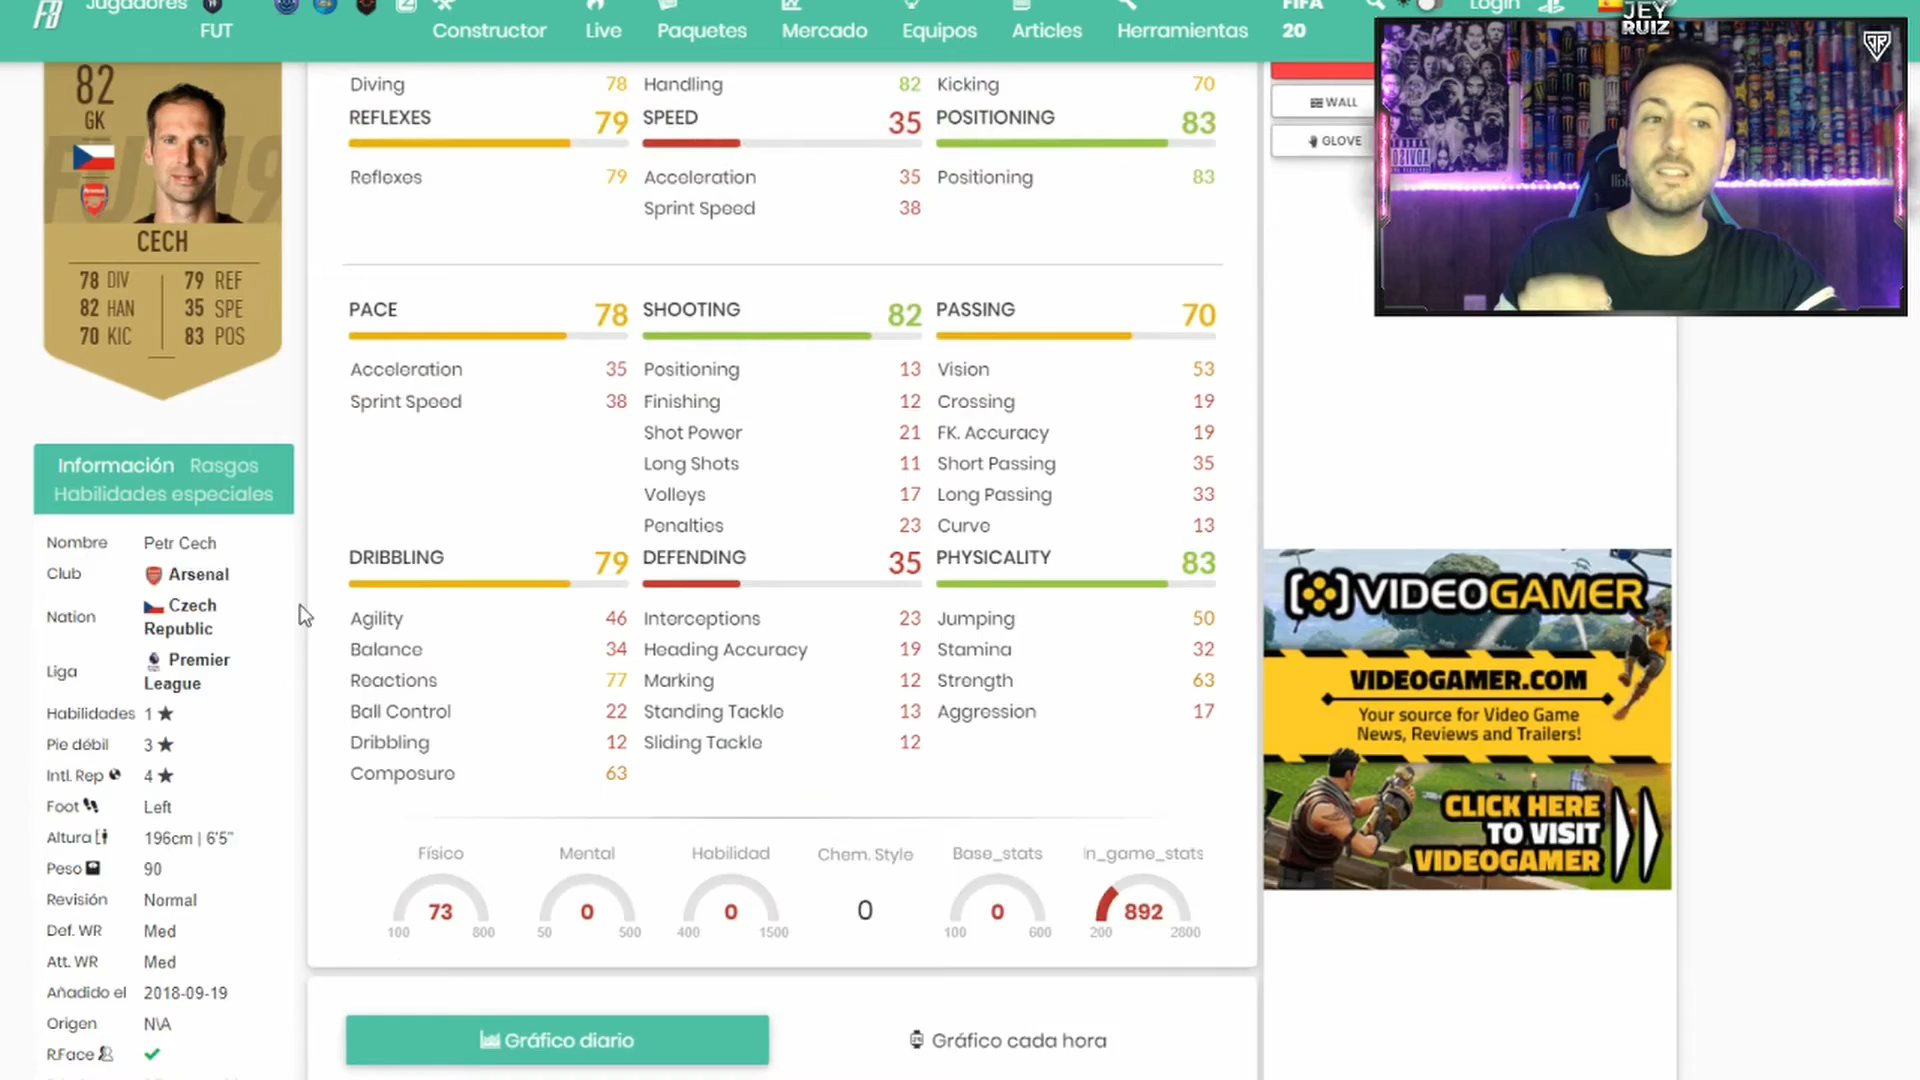 Jugadores
FUT
Constructor
Live
Paquetes
Mercado
Equipos
Articles
Herramientas
FIFA
20
Login
JEY
RUIZ
82
GK
CECH
78 DIV
79 REF
82 HAN
35 SPE
70 KIC
83 POS
Diving 78
Handling 82
Kicking 70
REFLEXES 79
SPEED 35
POSITIONING 83
Reflexes 79
Acceleration 35
Positioning 83
Sprint Speed 38
WALL
GLOVE
PACE 78
SHOOTING 82
PASSING 70
Acceleration 35
Positioning 13
Vision 53
Sprint Speed 38
Finishing 12
Crossing 19
Shot Power 21
FK. Accuracy 19
Long Shots 11
Short Passing 35
Volleys 17
Long Passing 33
Penalties 23
Curve 13
DRIBBLING 79
DEFENDING 35
PHYSICALITY 83
Agility 46
Interceptions 23
Jumping 50
Balance 34
Heading Accuracy 19
Stamina 32
Reactions 77
Marking 12
Strength 63
Ball Control 22
Standing Tackle 13
Aggression 17
Dribbling 12
Sliding Tackle 12
Composuro 63
Información Rasgos
Habilidades especiales
Nombre Petr Cech
Club Arsenal
Nation Czech
Republic
Liga Premier
League
Habilidades 1
Pie débil 3
Intl. Rep 4
Foot Left
Altura 196cm | 6'5"
Peso 90
Revisión Normal
Def. WR Med
Att. WR Med
Añadido el 2018-09-19
Origen N\A
R.Face
Físico
73
100 800
Mental
0
50 500
Habilidad
0
400 1500
Chem. Style
0
Base_stats
0
100 600
In_game_stats
892
200 2800
Gráfico diario
Gráfico cada hora
VIDEOGAMER
VIDEOGAMER.COM
Your source for Video Game
News, Reviews and Trailers!
CLICK HERE
TO VISIT
VIDEOGAMER